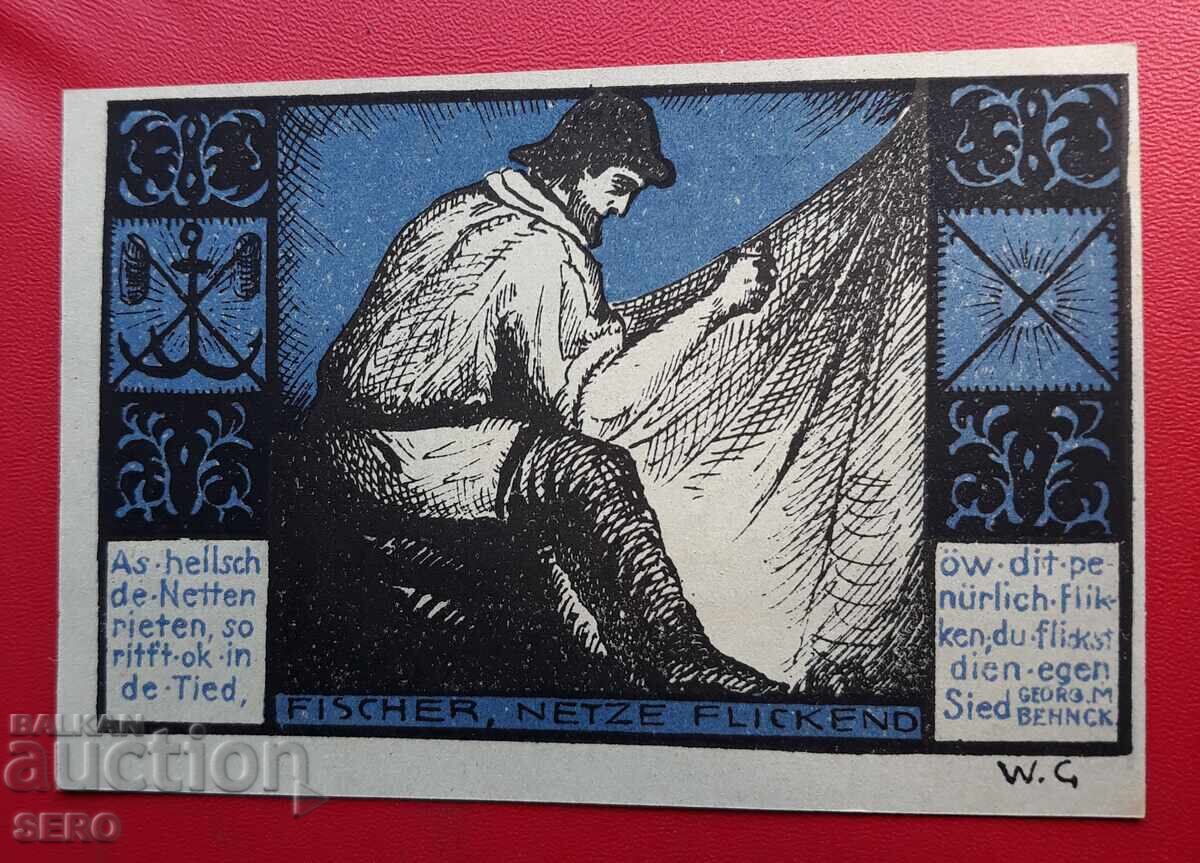 As·hellsch
de·Netten
rieten, so
ritft·ok·in
de·Tied,
FISCHER, NETZE FLICKEND
öw·dit·pe-
nürlich·flik-
ken, du·flickst
dien·egen
Sied GEORG.M
BEHNCK
W.G
BALKAN
auction
SERO